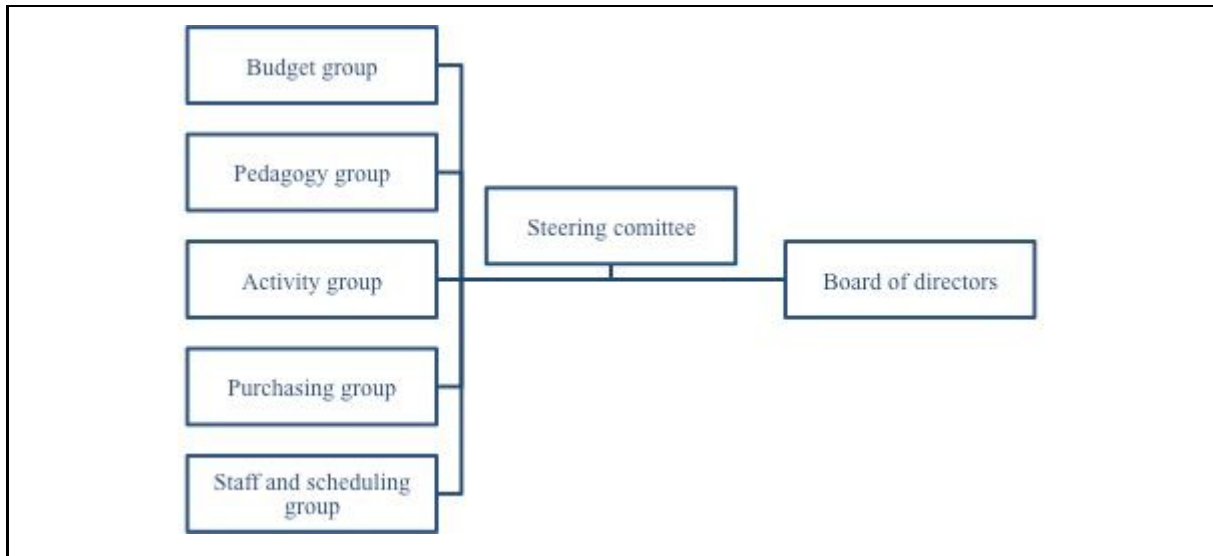 Budget group
Pedagogy group
Steering comittee
Activity group
Board of directors
Purchasing group
Staff and scheduling
group